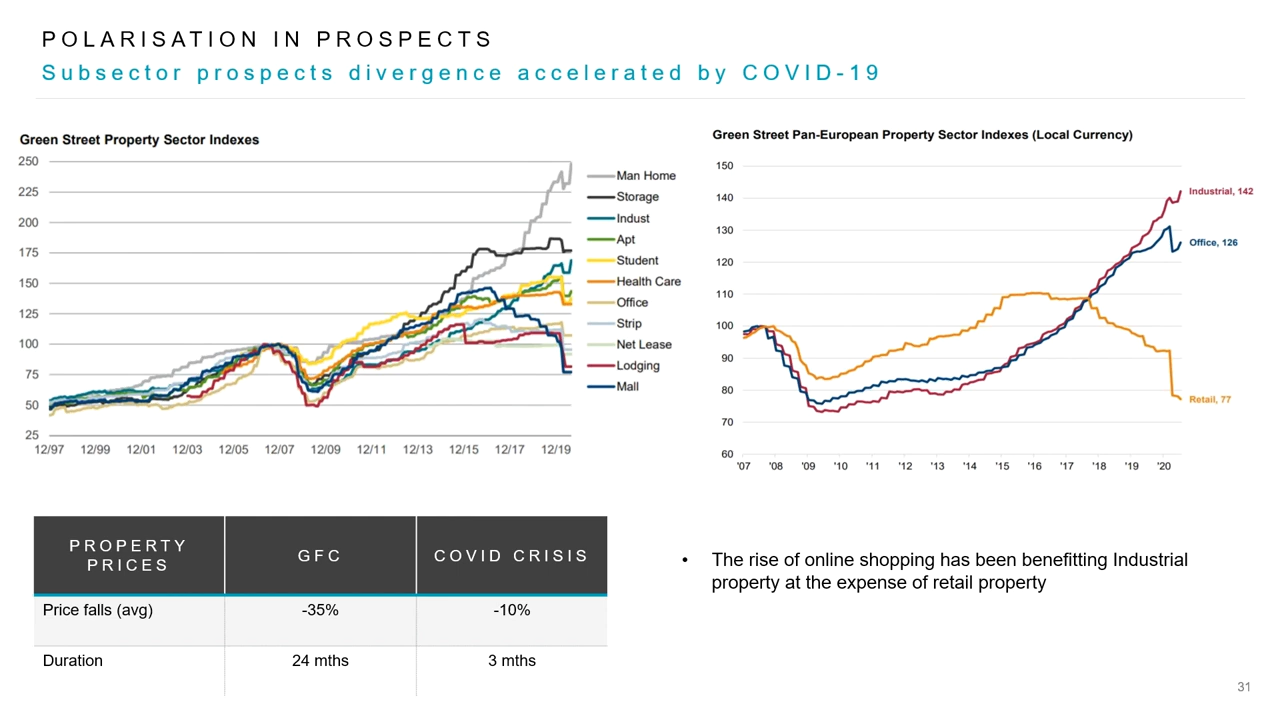 POLARISATION IN PROSPECTS
Subsector prospects divergence accelerated by COVID-19
Green Street Property Sector Indexes
250
225
200
175
150
125
100
75
50
25
12/97 12/99 12/01 12/03 12/05 12/07 12/09 12/11 12/13 12/15 12/17 12/19
Man Home
Storage
Indust
Apt
Student
Health Care
Office
Strip
Net Lease
Lodging
Mall
Green Street Pan-European Property Sector Indexes (Local Currency)
150
140
130
120
110
100
90
80
70
60
'07 '08 '09 '10 '11 '12 '13 '14 '15 '16 '17 '18 '19 '20
Industrial, 142
Office, 126
Retail, 77
PROPERTY
PRICES
GFC
COVID CRISIS
Price falls (avg) -35% -10%
Duration 24 mths 3 mths
• The rise of online shopping has been benefitting Industrial
property at the expense of retail property
31